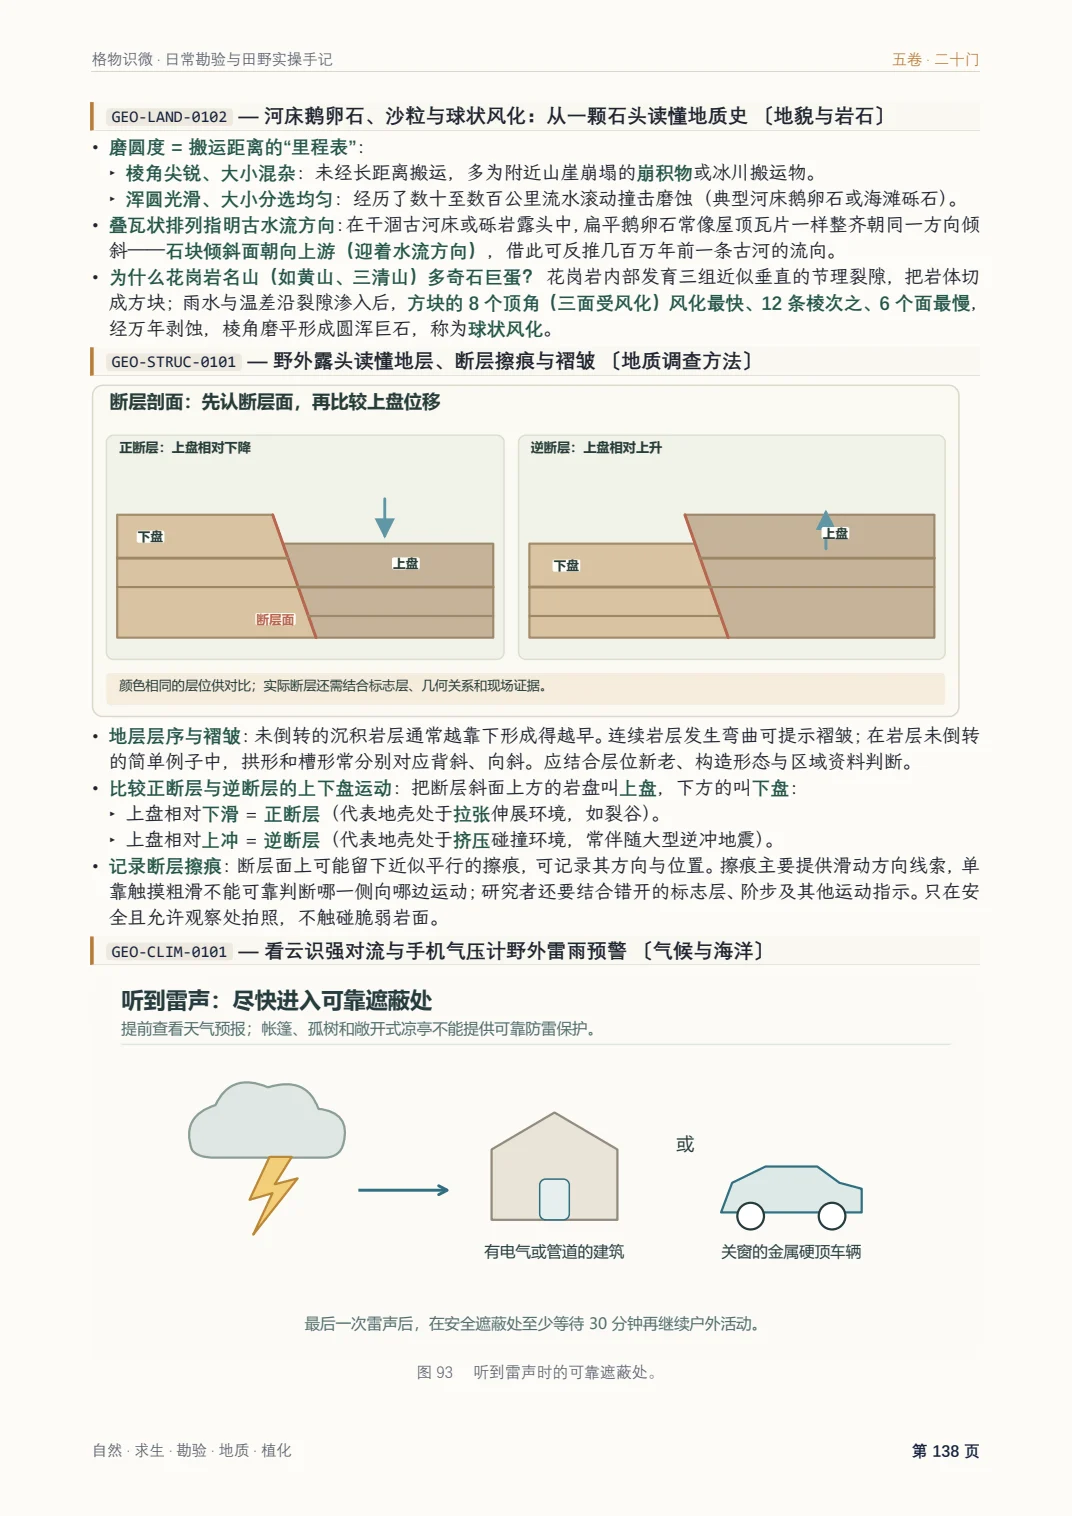 格物识微 · 日常勘验与田野实操手记
五卷 · 二十门
GEO-LAND-0102 — 河床鹅卵石、沙粒与球状风化：从一颗石头读懂地质史 〔地貌与岩石〕
• 磨圆度 = 搬运距离的“里程表”：
‣ 棱角尖锐、大小混杂：未经长距离搬运，多为附近山崖崩塌的崩积物或冰川搬运物。
‣ 浑圆光滑、大小分选均匀：经历了数十至数百公里流水滚动撞击磨蚀（典型河床鹅卵石或海滩砾石）。
• 叠瓦状排列指明古水流方向：在干涸古河床或砾岩露头中，扁平鹅卵石常像屋顶瓦片一样整齐朝同一方向倾
斜——石块倾斜面朝向上游（迎着水流方向），借此可反推几百万年前一条古河的流向。
• 为什么花岗岩名山（如黄山、三清山）多奇石巨蛋？ 花岗岩内部发育三组近似垂直的节理裂隙，把岩体切
成方块；雨水与温差沿裂隙渗入后，方块的 8 个顶角（三面受风化）风化最快、12 条棱次之、6 个面最慢，
经万年剥蚀，棱角磨平形成圆浑巨石，称为球状风化。
GEO-STRUC-0101 — 野外露头读懂地层、断层擦痕与褶皱 〔地质调查方法〕
断层剖面：先认断层面，再比较上盘位移
正断层：上盘相对下降
逆断层：上盘相对上升
下盘
上盘
断层面
下盘
上盘
颜色相同的层位供对比；实际断层还需结合标志层、几何关系和现场证据。
• 地层层序与褶皱：未倒转的沉积岩层通常越靠下形成得越早。连续岩层发生弯曲可提示褶皱；在岩层未倒转
的简单例子中，拱形和槽形常分别对应背斜、向斜。应结合层位新老、构造形态与区域资料判断。
• 比较正断层与逆断层的上下盘运动：把断层斜面上方的岩盘叫上盘，下方的叫下盘：
‣ 上盘相对下滑 = 正断层（代表地壳处于拉张伸展环境，如裂谷）。
‣ 上盘相对上冲 = 逆断层（代表地壳处于挤压碰撞环境，常伴随大型逆冲地震）。
• 记录断层擦痕：断层面上可能留下近似平行的擦痕，可记录其方向与位置。擦痕主要提供滑动方向线索，单
靠触摸粗滑不能可靠判断哪一侧向哪边运动；研究者还要结合错开的标志层、阶步及其他运动指示。只在安
全且允许观察处拍照，不触碰脆弱岩面。
GEO-CLIM-0101 — 看云识强对流与手机气压计野外雷雨预警 〔气候与海洋〕
听到雷声：尽快进入可靠遮蔽处
提前查看天气预报；帐篷、孤树和敞开式凉亭不能提供可靠防雷保护。
或
有电气或管道的建筑
关窗的金属硬顶车辆
最后一次雷声后，在安全遮蔽处至少等待 30 分钟再继续户外活动。
图 93 听到雷声时的可靠遮蔽处。
自然 · 求生 · 勘验 · 地质 · 植化
第 138 页